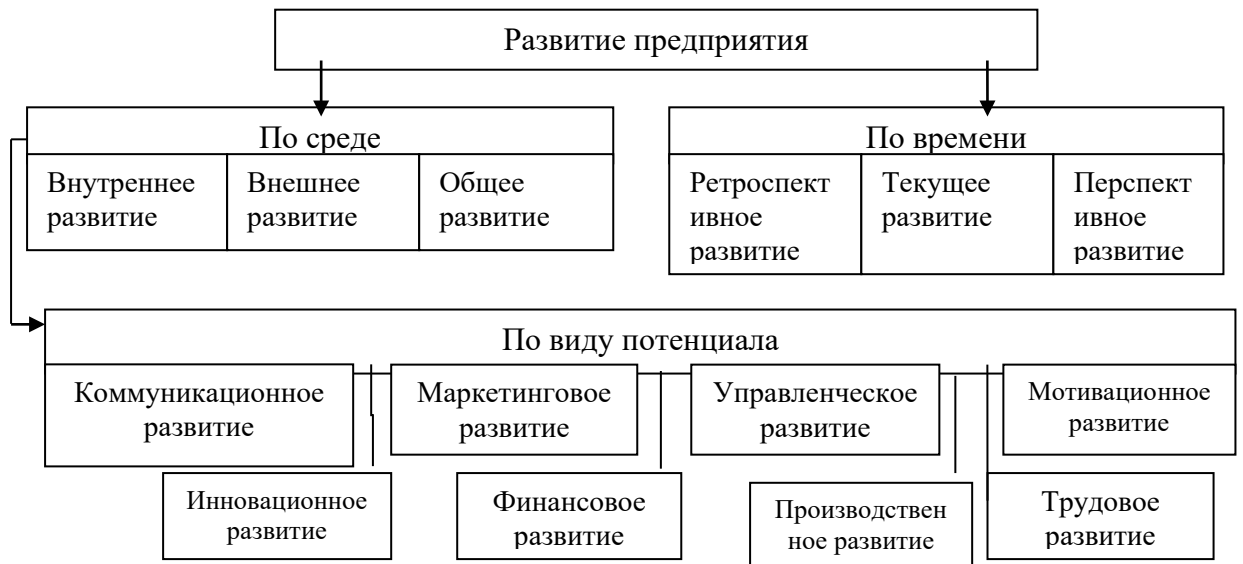 Развитие предприятия
По среде
Внутреннее
развитие
Внешнее
развитие
Общее
развитие
По времени
Ретроспект
ивное
развитие
Текущее
развитие
Перспект
ивное
развитие
По виду потенциала
Коммуникационное
развитие
Маркетинговое
развитие
Управленческое
развитие
Мотивационное
развитие
Инновационное
развитие
Финансовое
развитие
Производствен
ное развитие
Трудовое
развитие